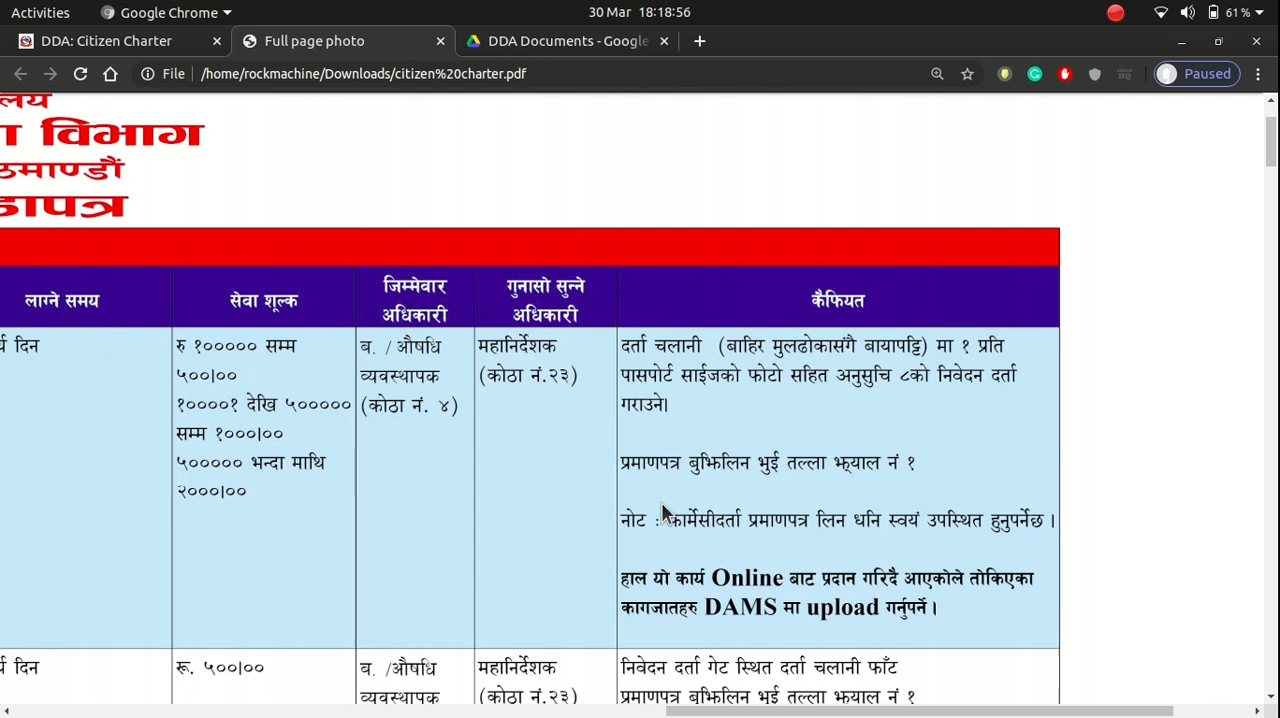 Activities
Google Chrome
30 Mar 18:18:56
61 %
DDA: Citizen Charter
Full page photo
DDA Documents - Google
File
/home/rockmachine/Downloads/citizen%20charter.pdf
Paused
लय
ा विभाग
ठमाण्डौं
डापत्र
लाग्ने समय
सेवा शूल्क
जिम्मेवार
अधिकारी
गुनासो सुन्ने
अधिकारी
कैफियत
र्य दिन
रु १००००० सम्म
५००।००
१००००१ देखि ५०००००
सम्म १०००।००
५००००० भन्दा माथि
२०००।००
ब. /औषधि
व्यवस्थापक
(कोठा नं. ४)
महानिर्देशक
(कोठा नं.२३)
दर्ता चलानी (बाहिर मुलढोकासंगै बायापट्टि) मा १ प्रति
पासपोर्ट साईजको फोटो सहित अनुसुचि ८को निवेदन दर्ता
गराउने।
प्रमाणपत्र बुझिलिन भुई तल्ला झ्याल नं १
नोट : फार्मेसीदर्ता प्रमाणपत्र लिन धनि स्वयं उपस्थित हुनुपर्नेछ ।
हाल यो कार्य Online बाट प्रदान गरिदै आएकोले तोकिएका
कागजातहरु DAMS मा upload गर्नुपर्ने ।
र्य दिन
रू. ५००।००
ब. /औषधि
व्यवस्थापक
महानिर्देशक
(कोठा नं.२३)
निवेदन दर्ता गेट स्थित दर्ता चलानी फाँट
प्रमाणपत्र बुझिलिन भुई तल्ला झ्याल नं १